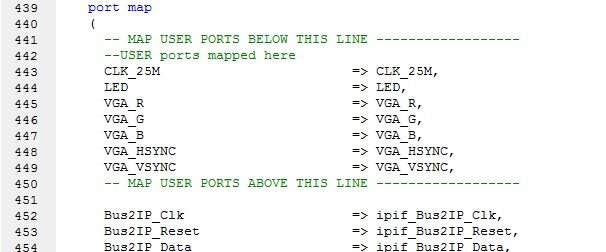 439 port map
440 (
441 -- MAP USER PORTS BELOW THIS LINE ------------------
442 --USER ports mapped here
443 CLK_25M => CLK_25M,
444 LED => LED,
445 VGA_R => VGA_R,
446 VGA_G => VGA_G,
447 VGA_B => VGA_B,
448 VGA_HSYNC => VGA_HSYNC,
449 VGA_VSYNC => VGA_VSYNC,
450 -- MAP USER PORTS ABOVE THIS LINE ------------------
451
452 Bus2IP_Clk => ipif_Bus2IP_Clk,
453 Bus2IP_Reset => ipif_Bus2IP_Reset,
454 Bus2IP_Data => ipif_Bus2IP_Data,